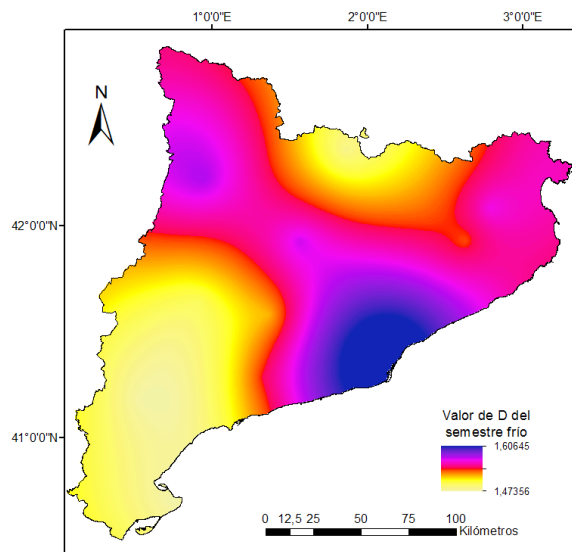 1°0'0"E 2°0'0"E 3°0'0"E
N
42°0'0"N
41°0'0"N
Valor de D del
semestre frío
1,60645
1,47356
0 12,5 25 50 75 100
Kilómetros